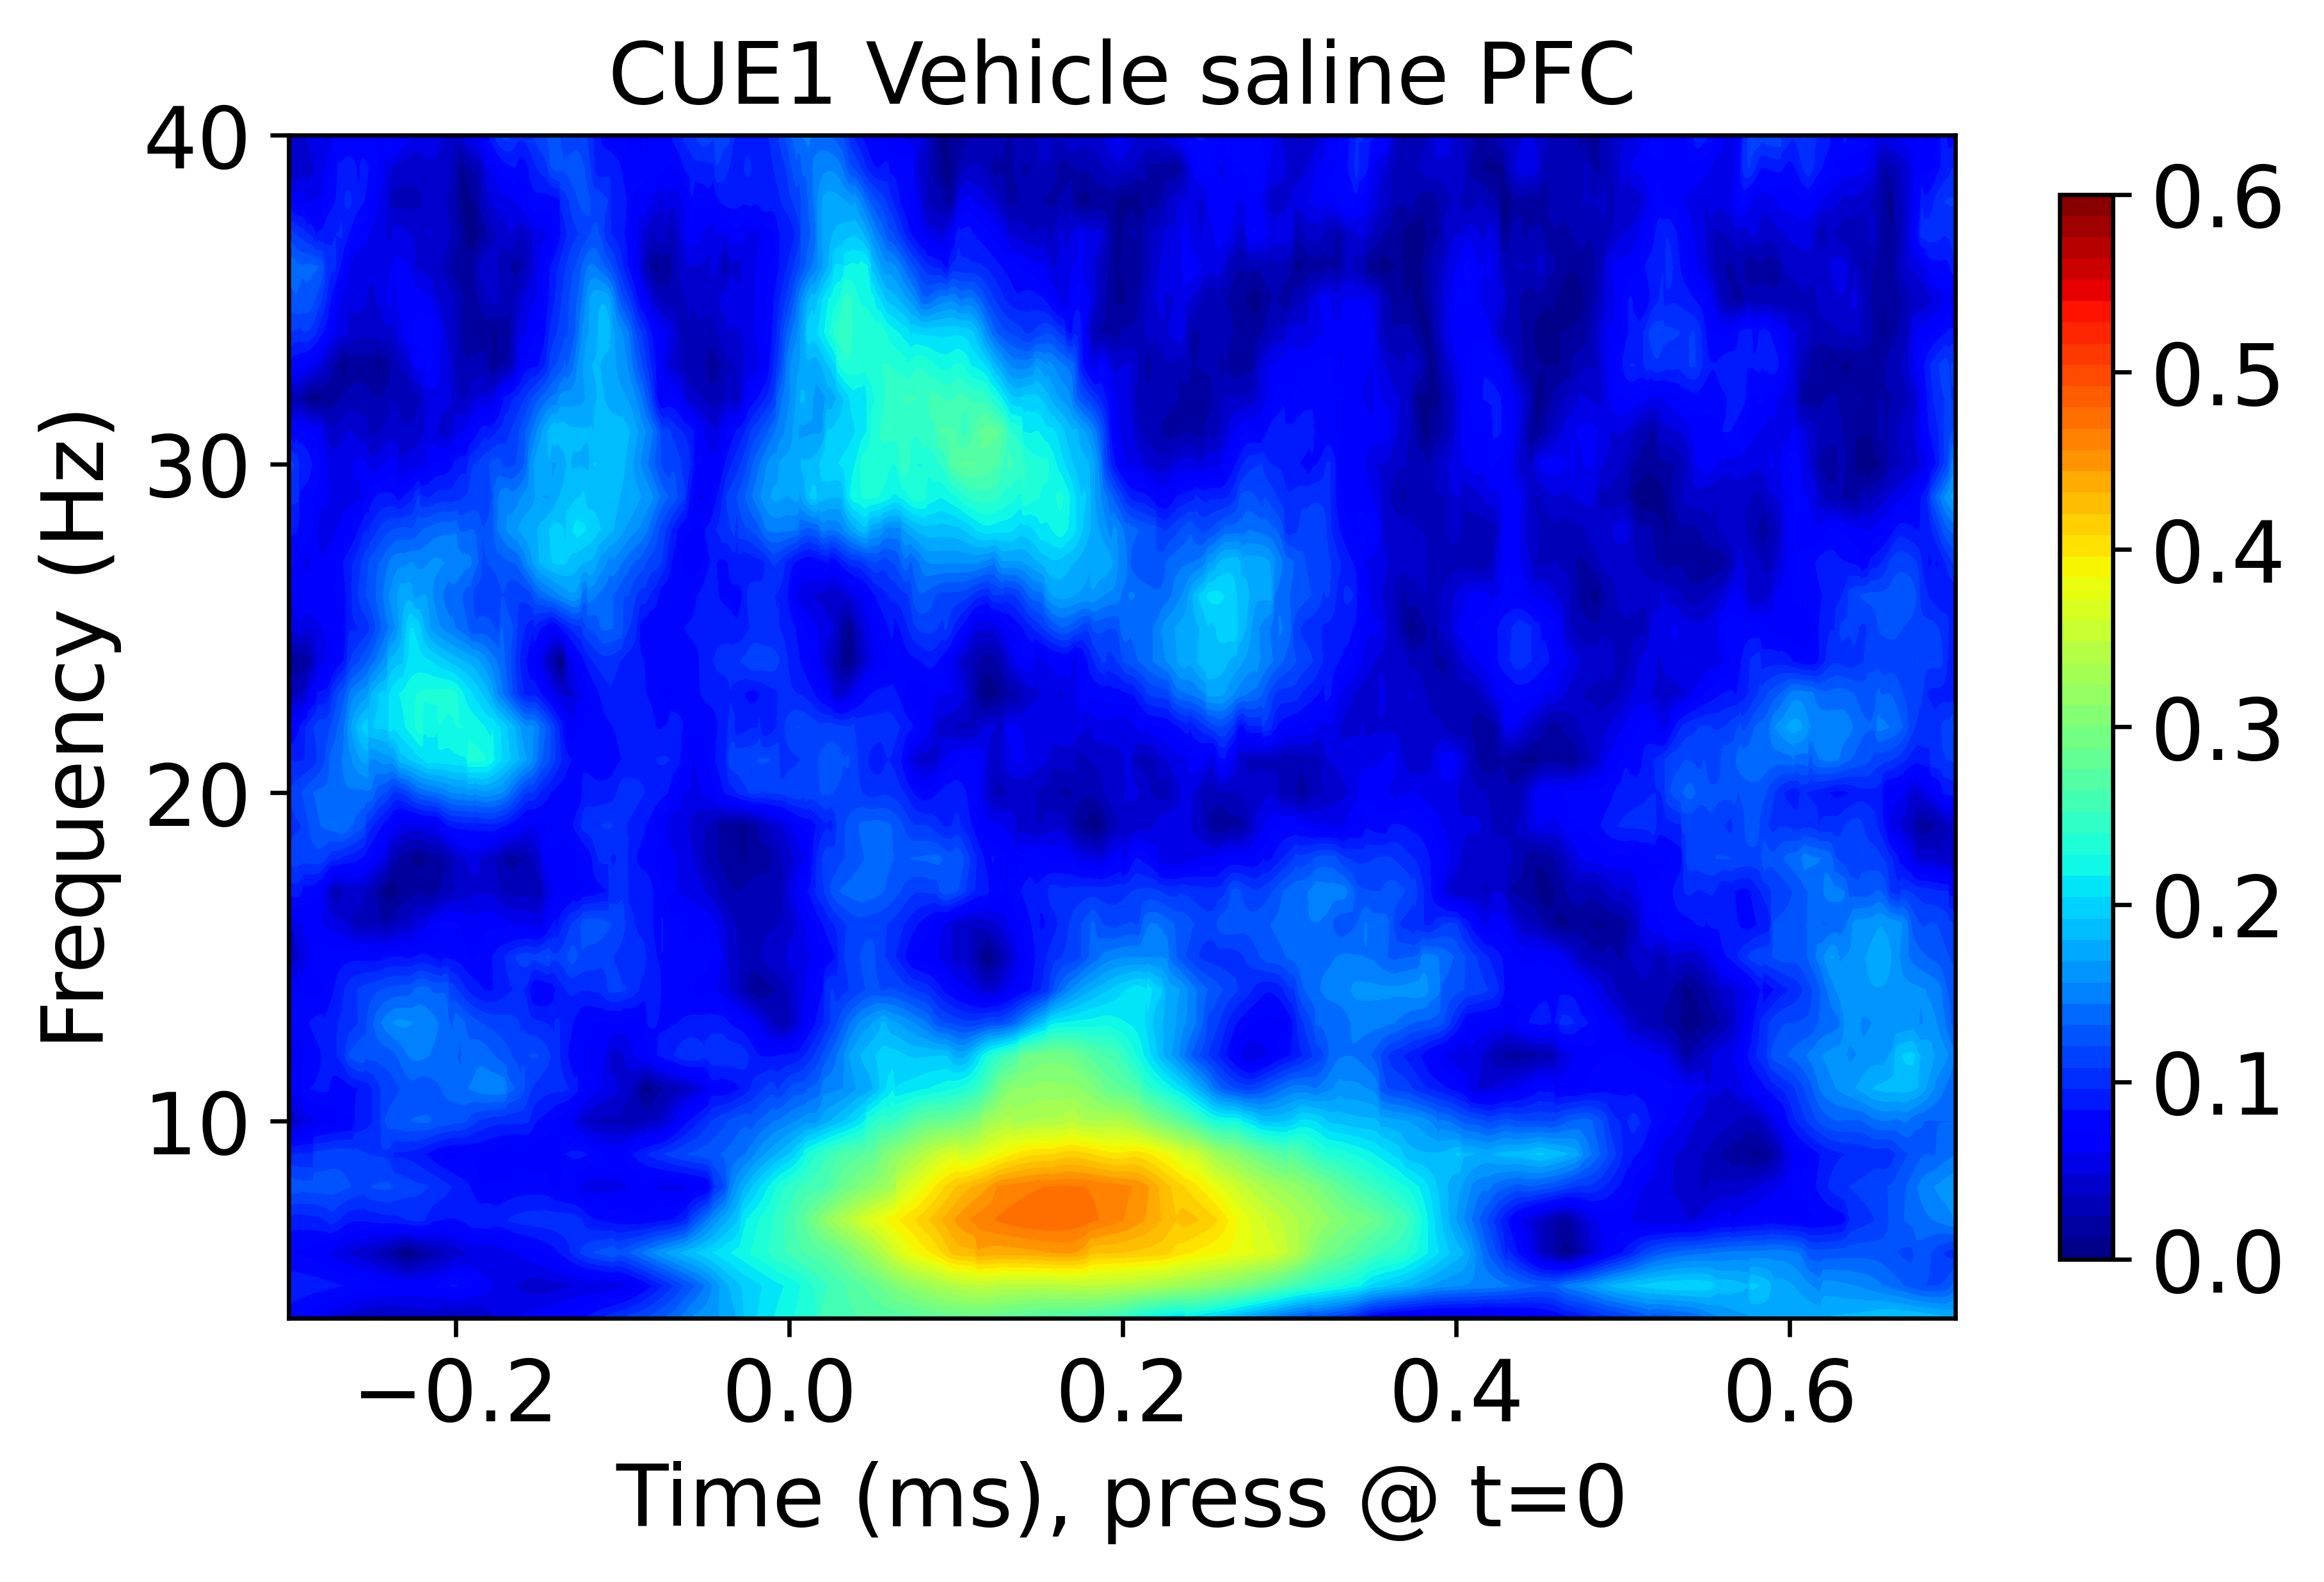 CUE1 Vehicle saline PFC
40
30
20
10
Frequency (Hz)
−0.2 0.0 0.2 0.4 0.6
Time (ms), press @ t=0
0.6
0.5
0.4
0.3
0.2
0.1
0.0